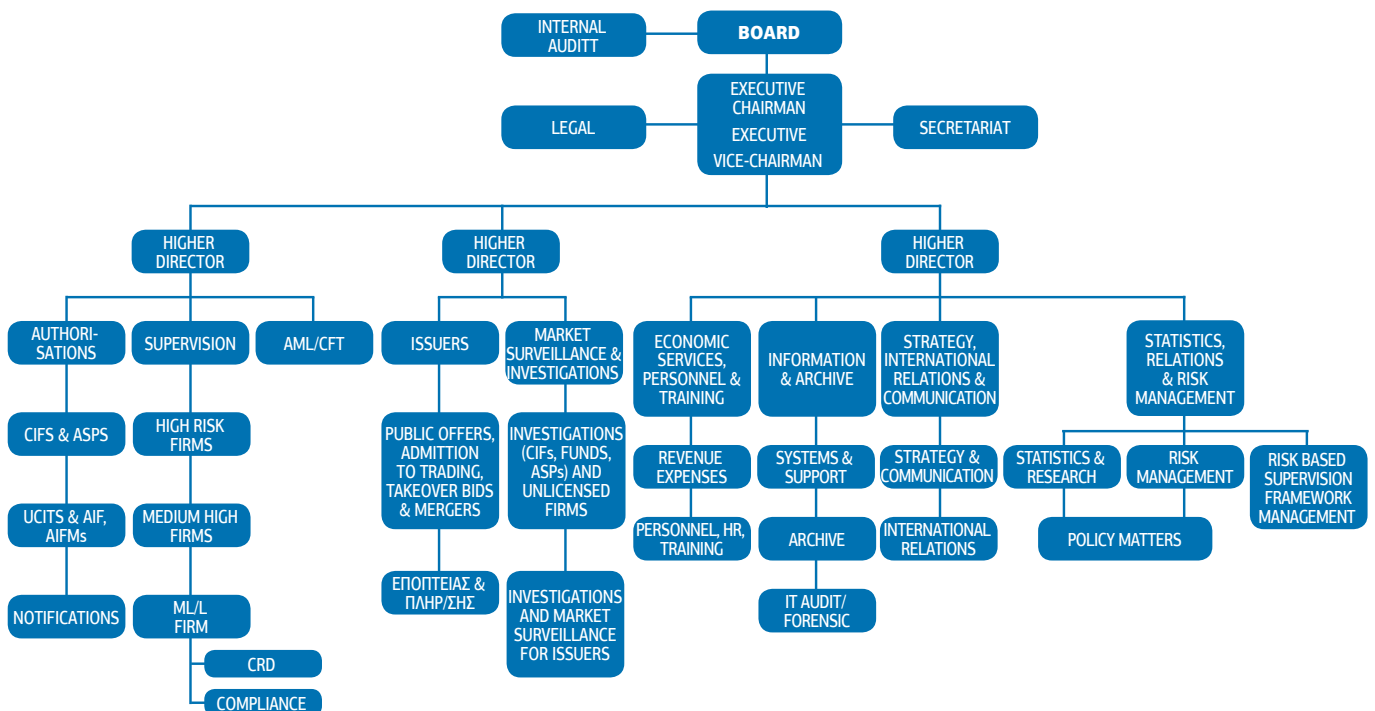 INTERNAL
AUDITT
BOARD
EXECUTIVE
CHAIRMAN
EXECUTIVE
VICE-CHAIRMAN
LEGAL
SECRETARIAT
HIGHER
DIRECTOR
HIGHER
DIRECTOR
HIGHER
DIRECTOR
AUTHORI-
SATIONS
SUPERVISION
AML/CFT
ISSUERS
MARKET
SURVEILLANCE &
INVESTIGATIONS
ECONOMIC
SERVICES,
PERSONNEL &
TRAINING
INFORMATION
& ARCHIVE
STRATEGY,
INTERNATIONAL
RELATIONS &
COMMUNICATION
STATISTICS,
RELATIONS
& RISK
MANAGEMENT
CIFS & ASPS
HIGH RISK
FIRMS
PUBLIC OFFERS,
ADMITTION
TO TRADING,
TAKEOVER BIDS
& MERGERS
INVESTIGATIONS
(CIFs, FUNDS,
ASPs) AND
UNLICENSED
FIRMS
REVENUE
EXPENSES
SYSTEMS &
SUPPORT
STRATEGY &
COMMUNICATION
STATISTICS &
RESEARCH
RISK
MANAGEMENT
RISK BASED
SUPERVISION
FRAMEWORK
MANAGEMENT
UCITS & AIF,
AIFMs
MEDIUM HIGH
FIRMS
PERSONNEL, HR,
TRAINING
ARCHIVE
INTERNATIONAL
RELATIONS
POLICY MATTERS
NOTIFICATIONS
ML/L
FIRM
ΕΠΟΠΤΕΙΑΣ &
ΠΛΗΡ/ΣΗΣ
INVESTIGATIONS
AND MARKET
SURVEILLANCE
FOR ISSUERS
IT AUDIT/
FORENSIC
CRD
COMPLIANCE